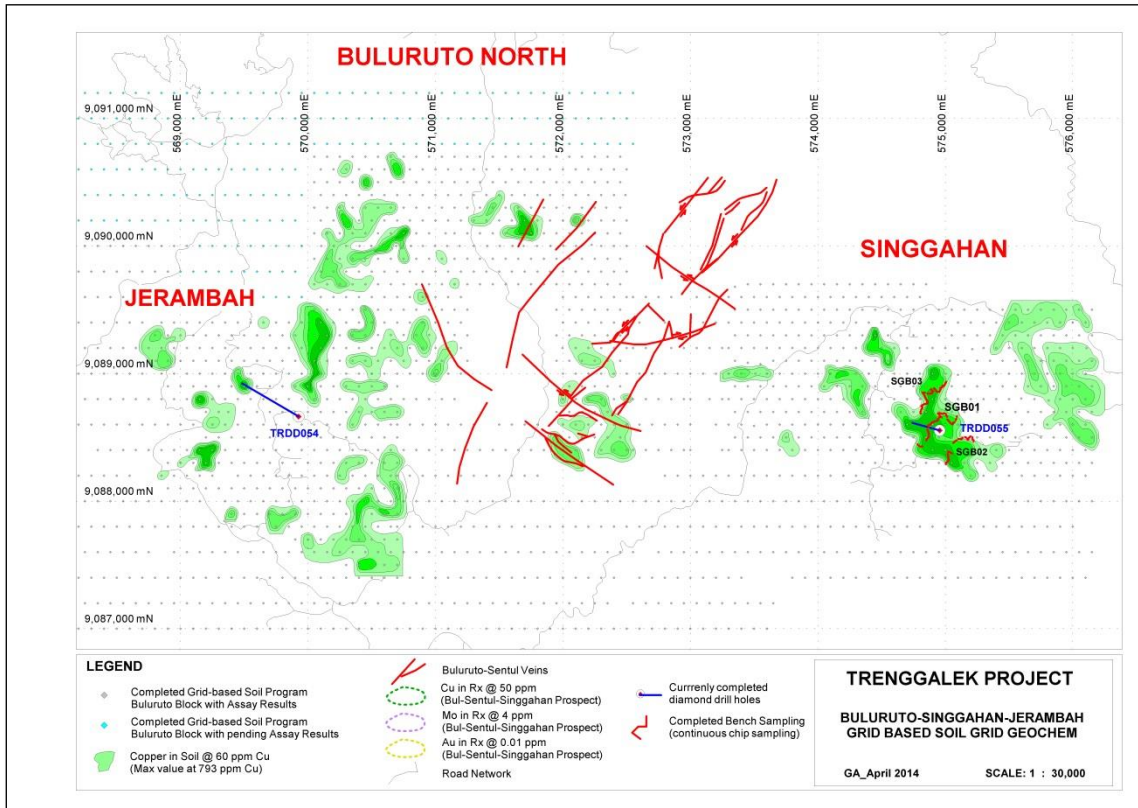 BULURUTO NORTH
9,091,000 mN
569,000 mE
570,000 mE
571,000 mE
572,000 mE
573,000 mE
574,000 mE
575,000 mE
576,000 mE
9,090,000 mN
SINGGAHAN
JERAMBAH
9,089,000 mN
SGB03
SGB01
TRDD055
TRDD054
SGB02
9,088,000 mN
9,087,000 mN
LEGEND
Completed Grid-based Soil Program
Buluruto Block with Assay Results
Completed Grid-based Soil Program
Buluruto Block with pending Assay Results
Copper in Soil @ 60 ppm Cu
(Max value at 793 ppm Cu)
Buluruto-Sentul Veins
Cu in Rx @ 50 ppm
(Bul-Sentul-Singgahan Prospect)
Mo in Rx @ 4 ppm
(Bul-Sentul-Singgahan Prospect)
Au in Rx @ 0.01 ppm
(Bul-Sentul-Singgahan Prospect)
Road Network
Currrenly completed
diamond drill holes
Completed Bench Sampling
(continuous chip sampling)
TRENGGALEK PROJECT
BULURUTO-SINGGAHAN-JERAMBAH
GRID BASED SOIL GRID GEOCHEM
GA_April 2014 SCALE: 1 : 30,000